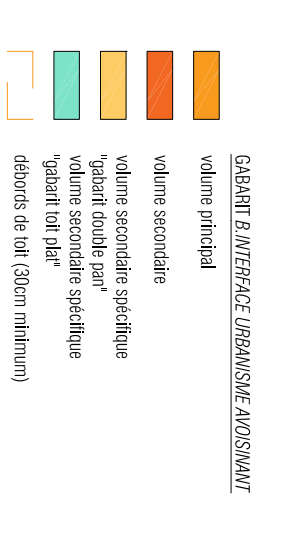 GABARIT B.INTERFACE URBANISME AVOISINANT
volume principal
volume secondaire
volume secondaire spécifique
"gabarit double pan"
volume secondaire spécifique
"gabarit toit plat"
débords de toit (30cm minimum)